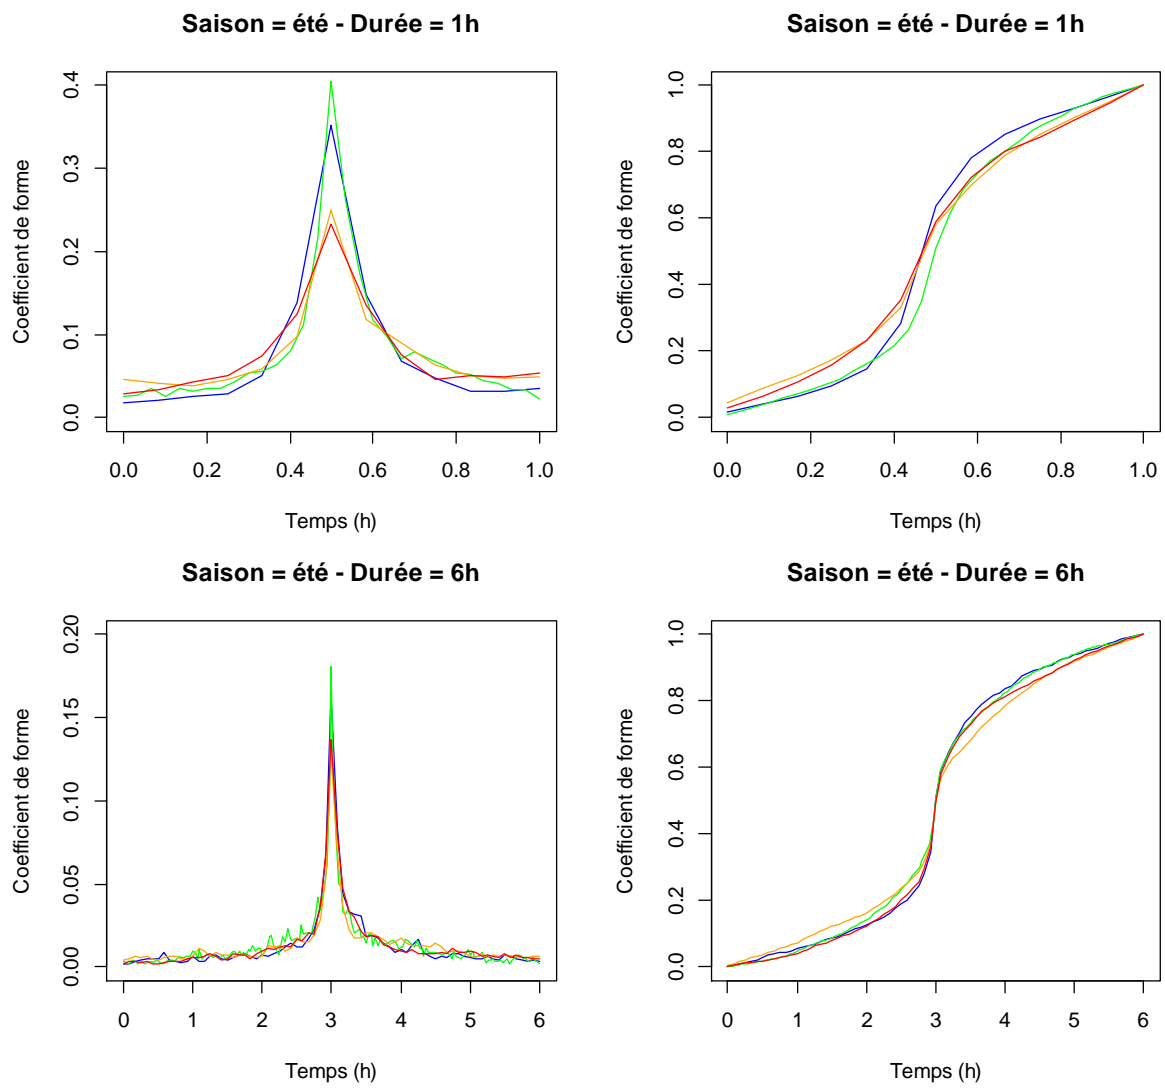 Saison = été - Durée = 1h
Coefficient de forme
0.0 0.1 0.2 0.3 0.4
0.0 0.2 0.4 0.6 0.8 1.0
Temps (h)
Saison = été - Durée = 1h
Coefficient de forme
0.0 0.2 0.4 0.6 0.8 1.0
0.0 0.2 0.4 0.6 0.8 1.0
Temps (h)
Saison = été - Durée = 6h
Coefficient de forme
0.00 0.05 0.10 0.15 0.20
0 1 2 3 4 5 6
Temps (h)
Saison = été - Durée = 6h
Coefficient de forme
0.0 0.2 0.4 0.6 0.8 1.0
0 1 2 3 4 5 6
Temps (h)